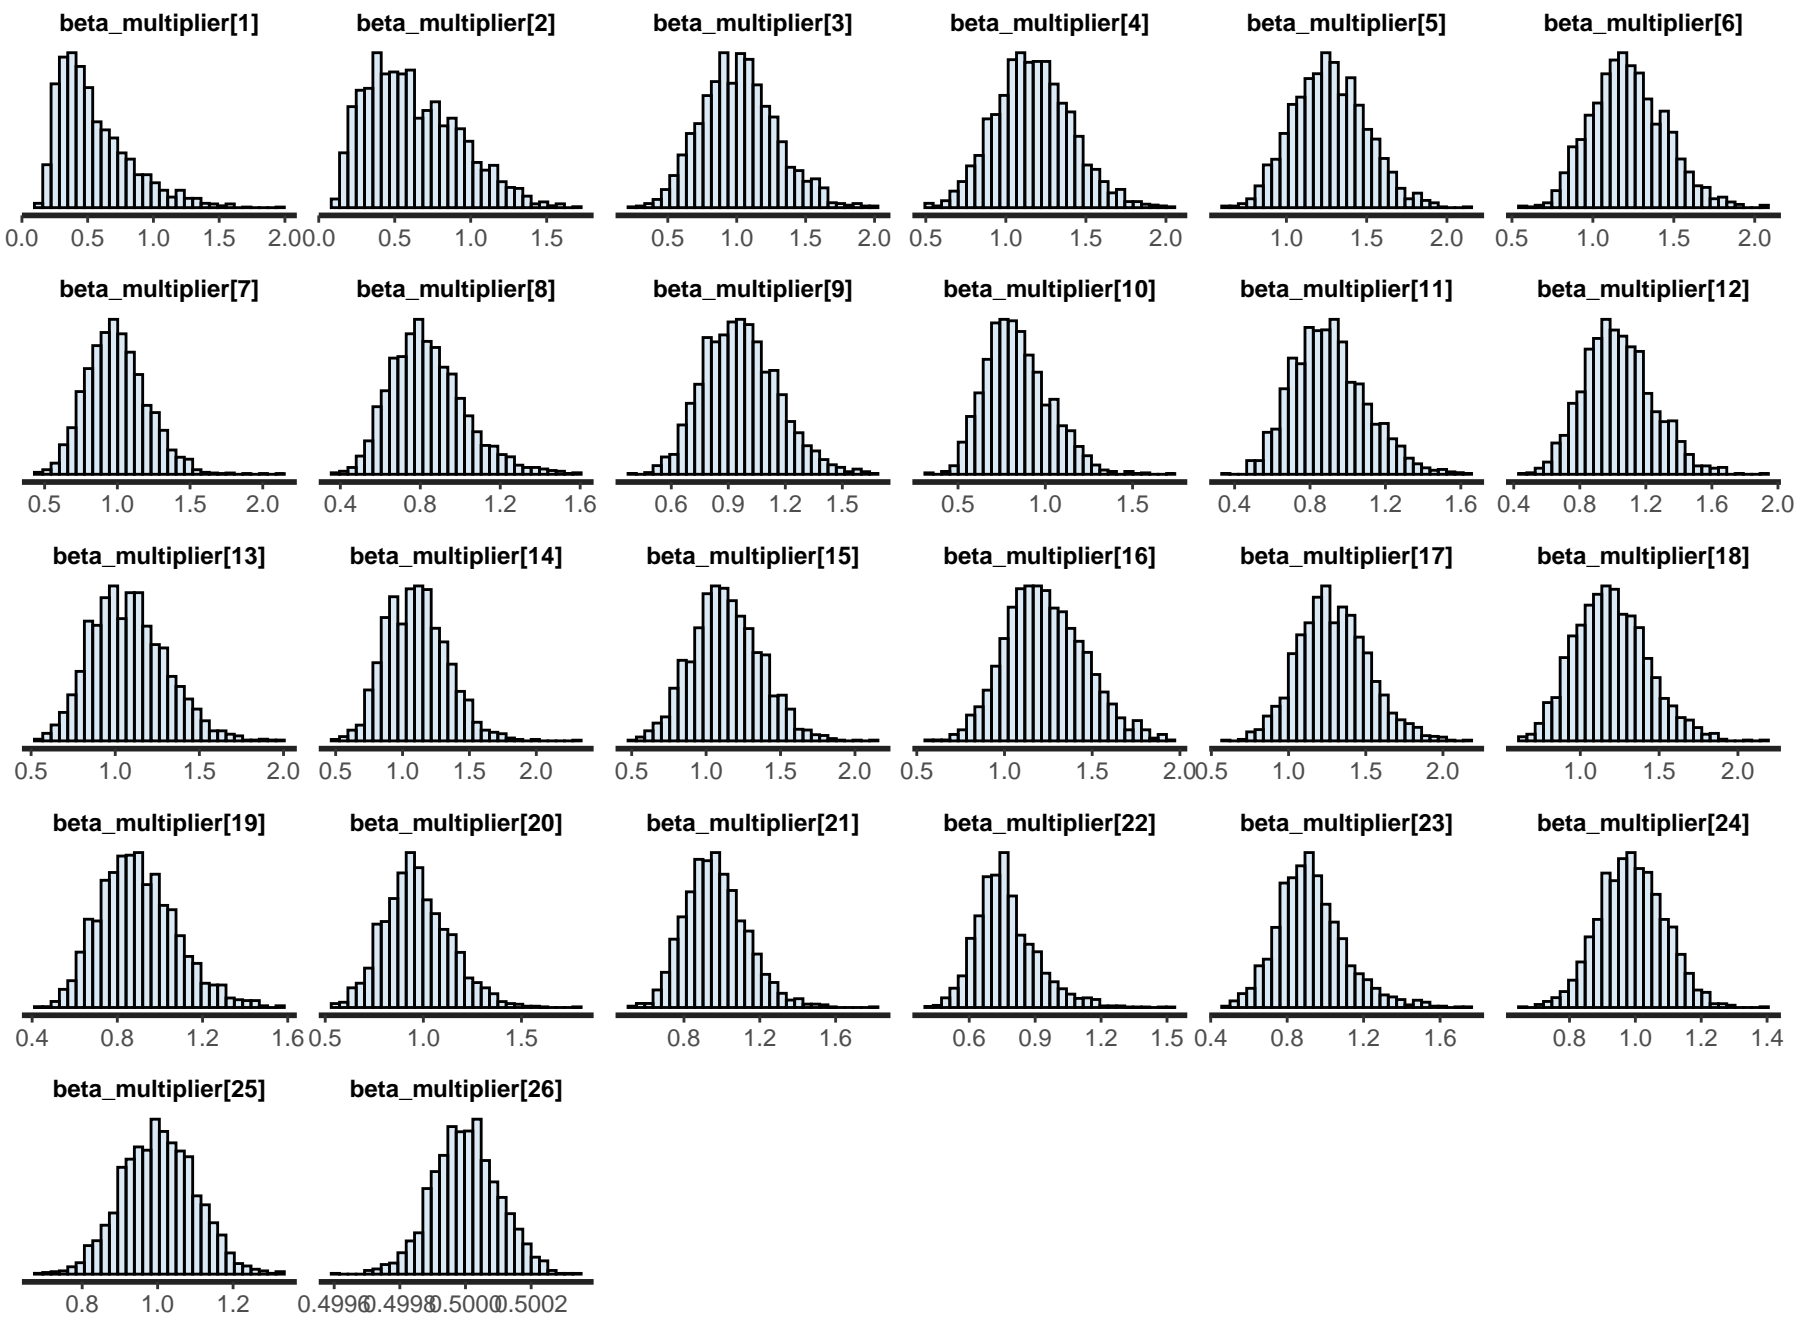 beta_multiplier[1] beta_multiplier[2] beta_multiplier[3] beta_multiplier[4] beta_multiplier[5] beta_multiplier[6]
0.0 0.5 1.0 1.5 2.0 0.0 0.5 1.0 1.5 0.5 1.0 1.5 2.0 0.5 1.0 1.5 2.0 1.0 1.5 2.0 0.5 1.0 1.5 2.0
beta_multiplier[7] beta_multiplier[8] beta_multiplier[9] beta_multiplier[10] beta_multiplier[11] beta_multiplier[12]
0.5 1.0 1.5 2.0 0.4 0.8 1.2 1.6 0.6 0.9 1.2 1.5 0.5 1.0 1.5 0.4 0.8 1.2 1.6 0.4 0.8 1.2 1.6 2.0
beta_multiplier[13] beta_multiplier[14] beta_multiplier[15] beta_multiplier[16] beta_multiplier[17] beta_multiplier[18]
0.5 1.0 1.5 2.0 0.5 1.0 1.5 2.0 0.5 1.0 1.5 2.0 0.5 1.0 1.5 2.0 0.5 1.0 1.5 2.0 1.0 1.5 2.0
beta_multiplier[19] beta_multiplier[20] beta_multiplier[21] beta_multiplier[22] beta_multiplier[23] beta_multiplier[24]
0.4 0.8 1.2 1.6 0.5 1.0 1.5 0.8 1.2 1.6 0.6 0.9 1.2 1.5 0.4 0.8 1.2 1.6 0.8 1.0 1.2 1.4
beta_multiplier[25] beta_multiplier[26]
0.8 1.0 1.2 0.4996 0.4998 0.5000 0.5002